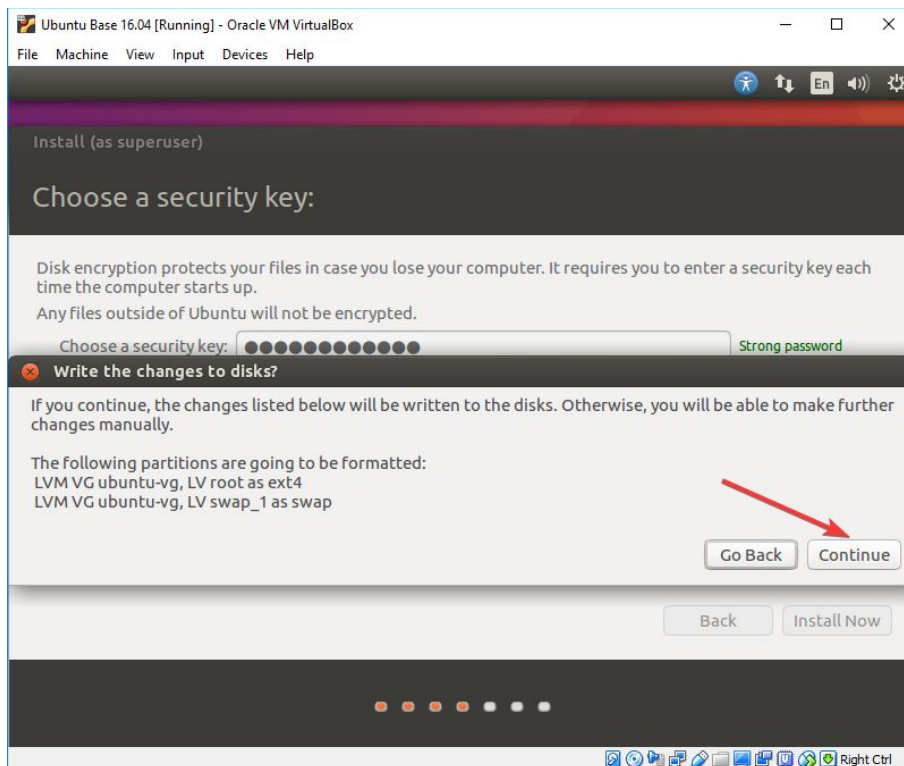 Ubuntu Base 16.04 [Running] - Oracle VM VirtualBox
File Machine View Input Devices Help
En
Install (as superuser)
Choose a security key:
Disk encryption protects your files in case you lose your computer. It requires you to enter a security key each
time the computer starts up.
Any files outside of Ubuntu will not be encrypted.
Choose a security key: ●●●●●●●●●●●● Strong password
Write the changes to disks?
If you continue, the changes listed below will be written to the disks. Otherwise, you will be able to make further
changes manually.
The following partitions are going to be formatted:
LVM VG ubuntu-vg, LV root as ext4
LVM VG ubuntu-vg, LV swap_1 as swap
Go Back Continue
Back Install Now
Right Ctrl